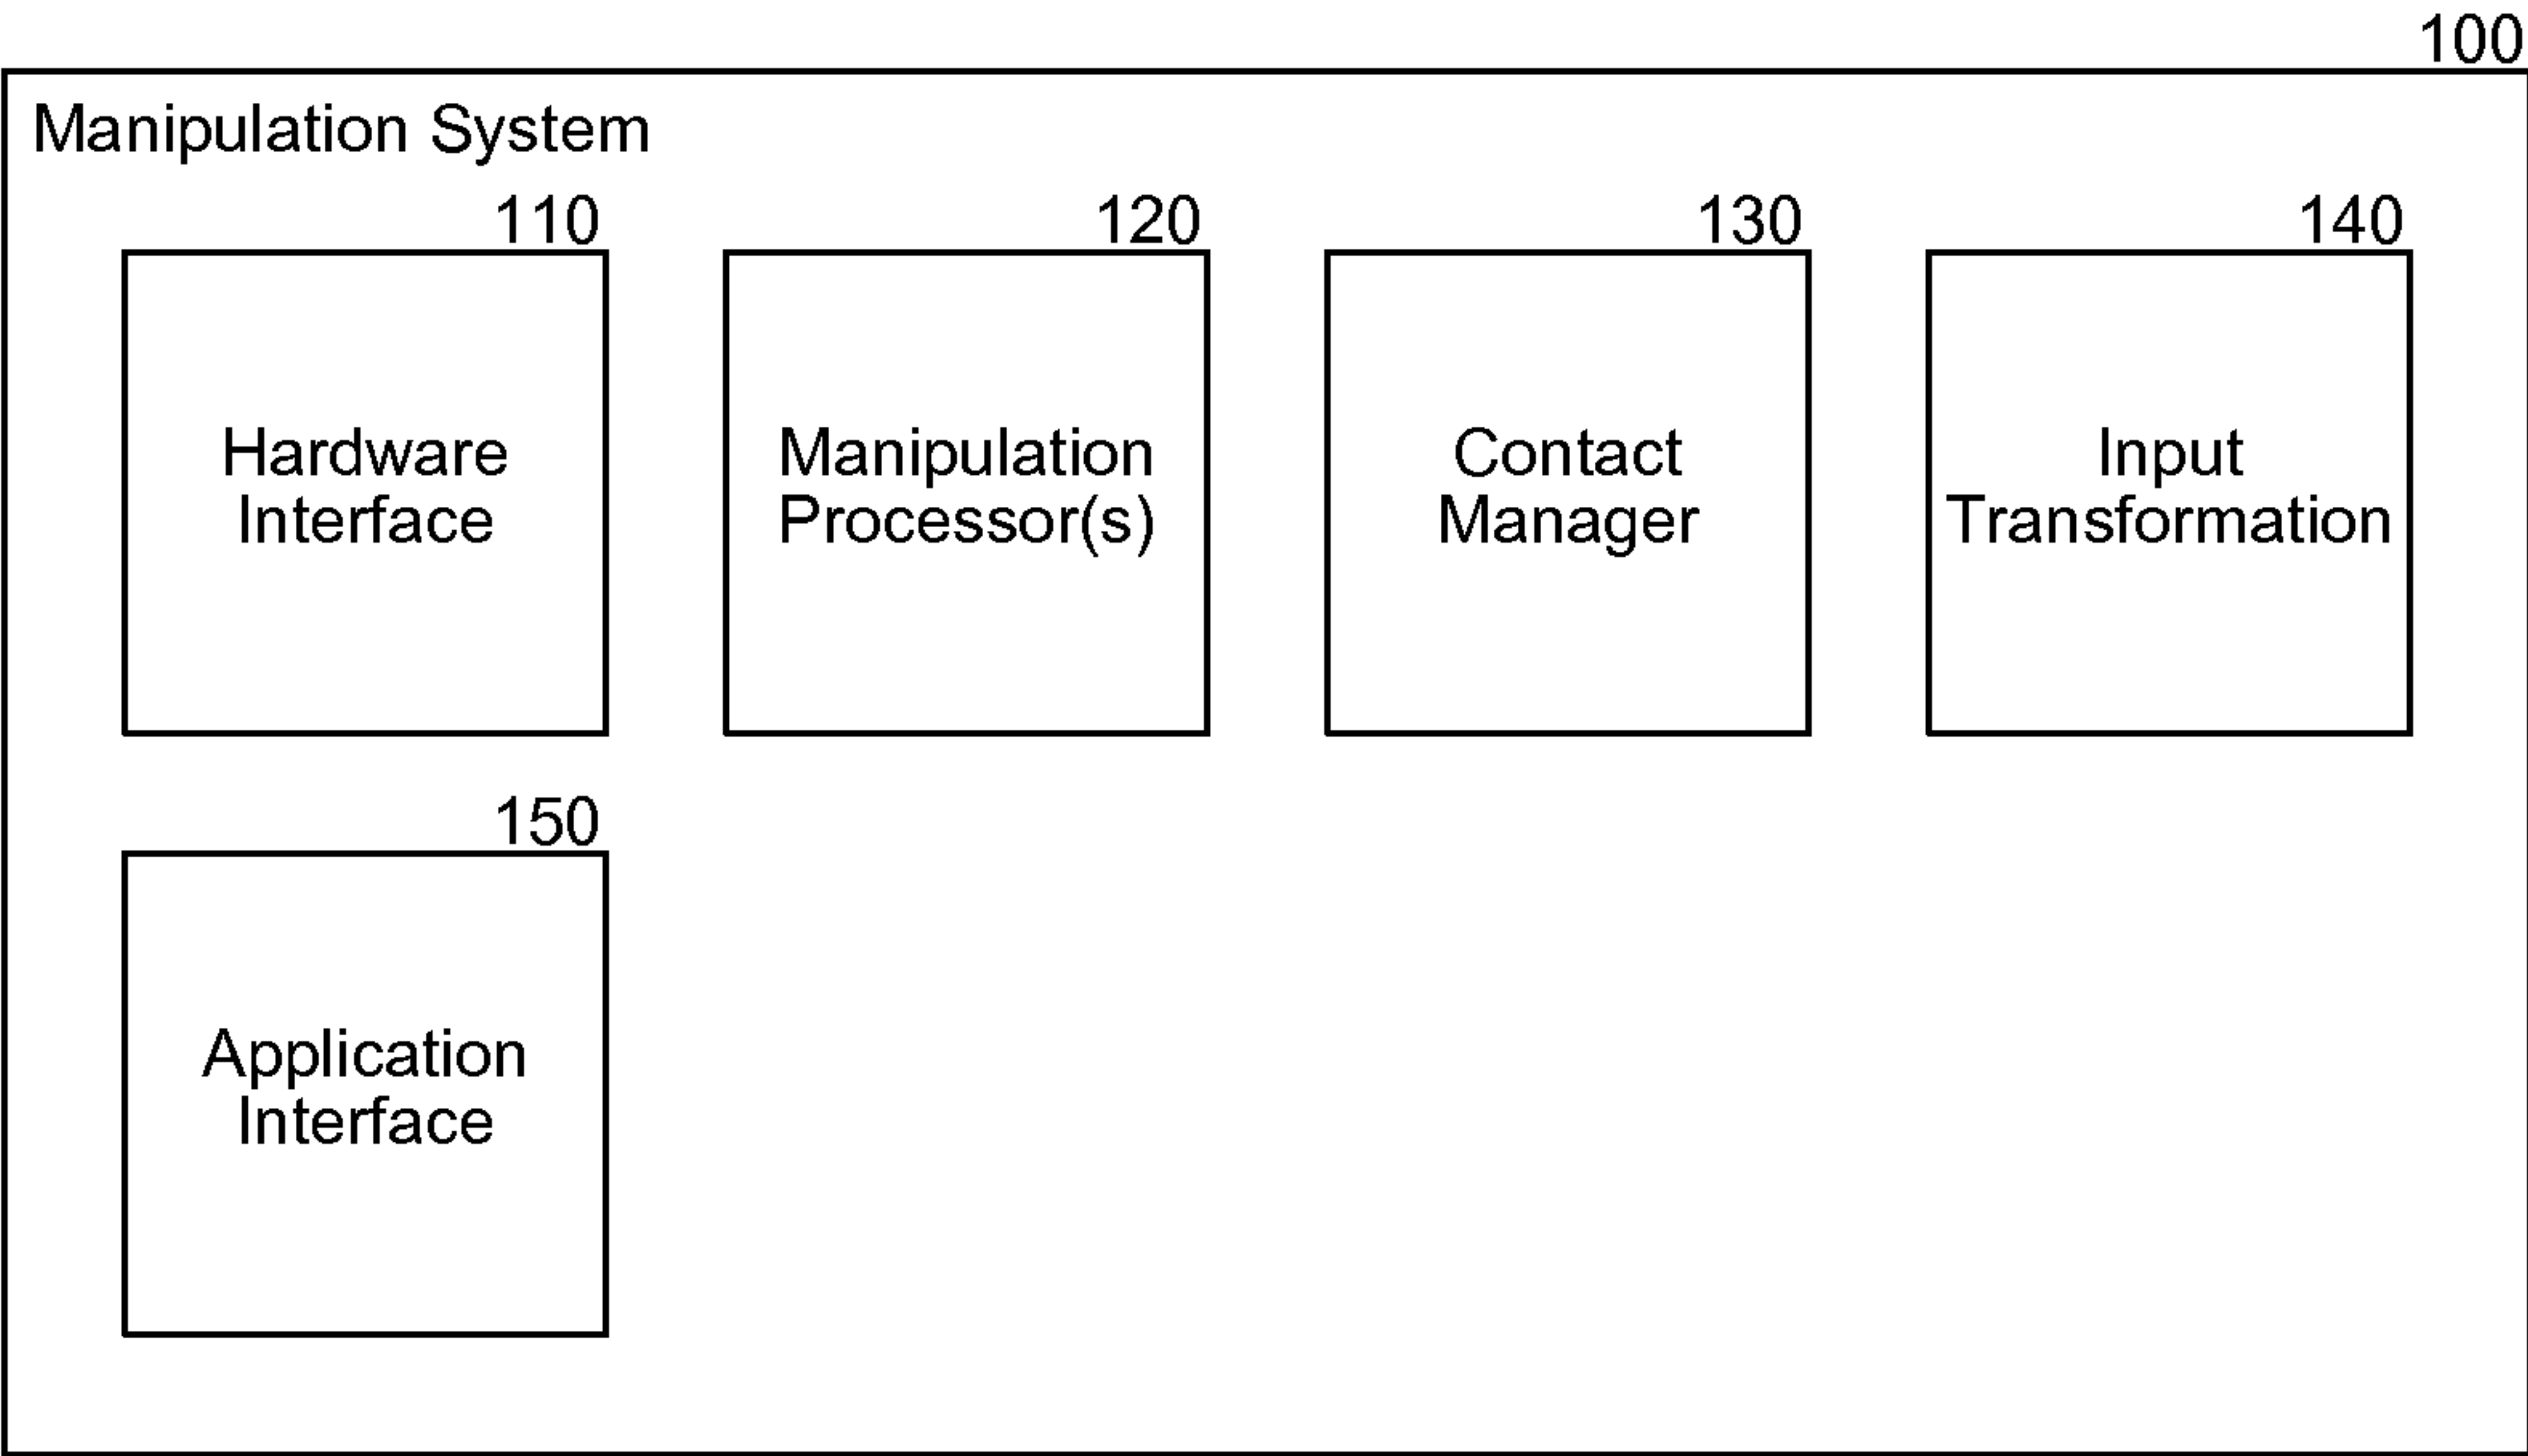 100
Manipulation System
110
120
130
140
Hardware
Interface
Manipulation
Processor(s)
Contact
Manager
Input
Transformation
150
Application
Interface